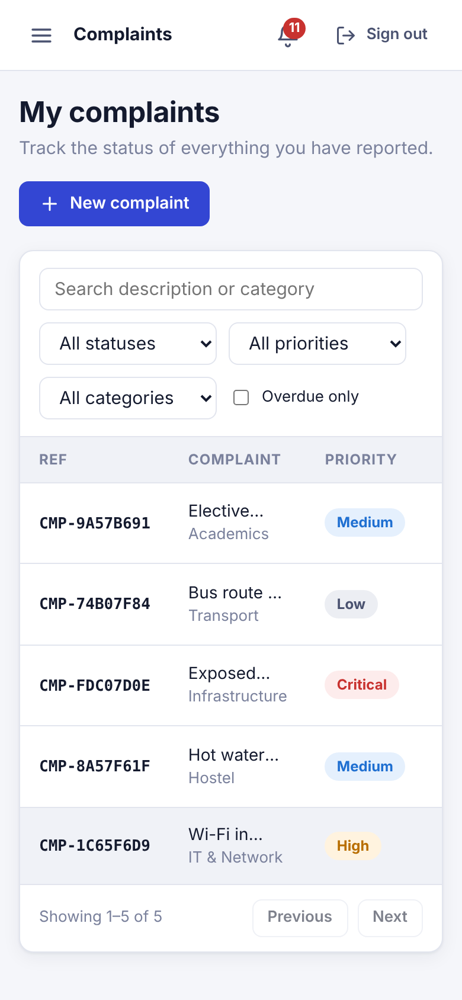 Complaints
11
Sign out
My complaints
Track the status of everything you have reported.
New complaint
Search description or category
All statuses
All priorities
All categories
Overdue only
REF COMPLAINT PRIORITY
CMP-9A57B691 Elective... Medium
Academics
CMP-74B07F84 Bus route ... Low
Transport
CMP-FDC07D0E Exposed... Critical
Infrastructure
CMP-8A57F61F Hot water... Medium
Hostel
CMP-1C65F6D9 Wi-Fi in... High
IT & Network
Showing 1–5 of 5
Previous
Next